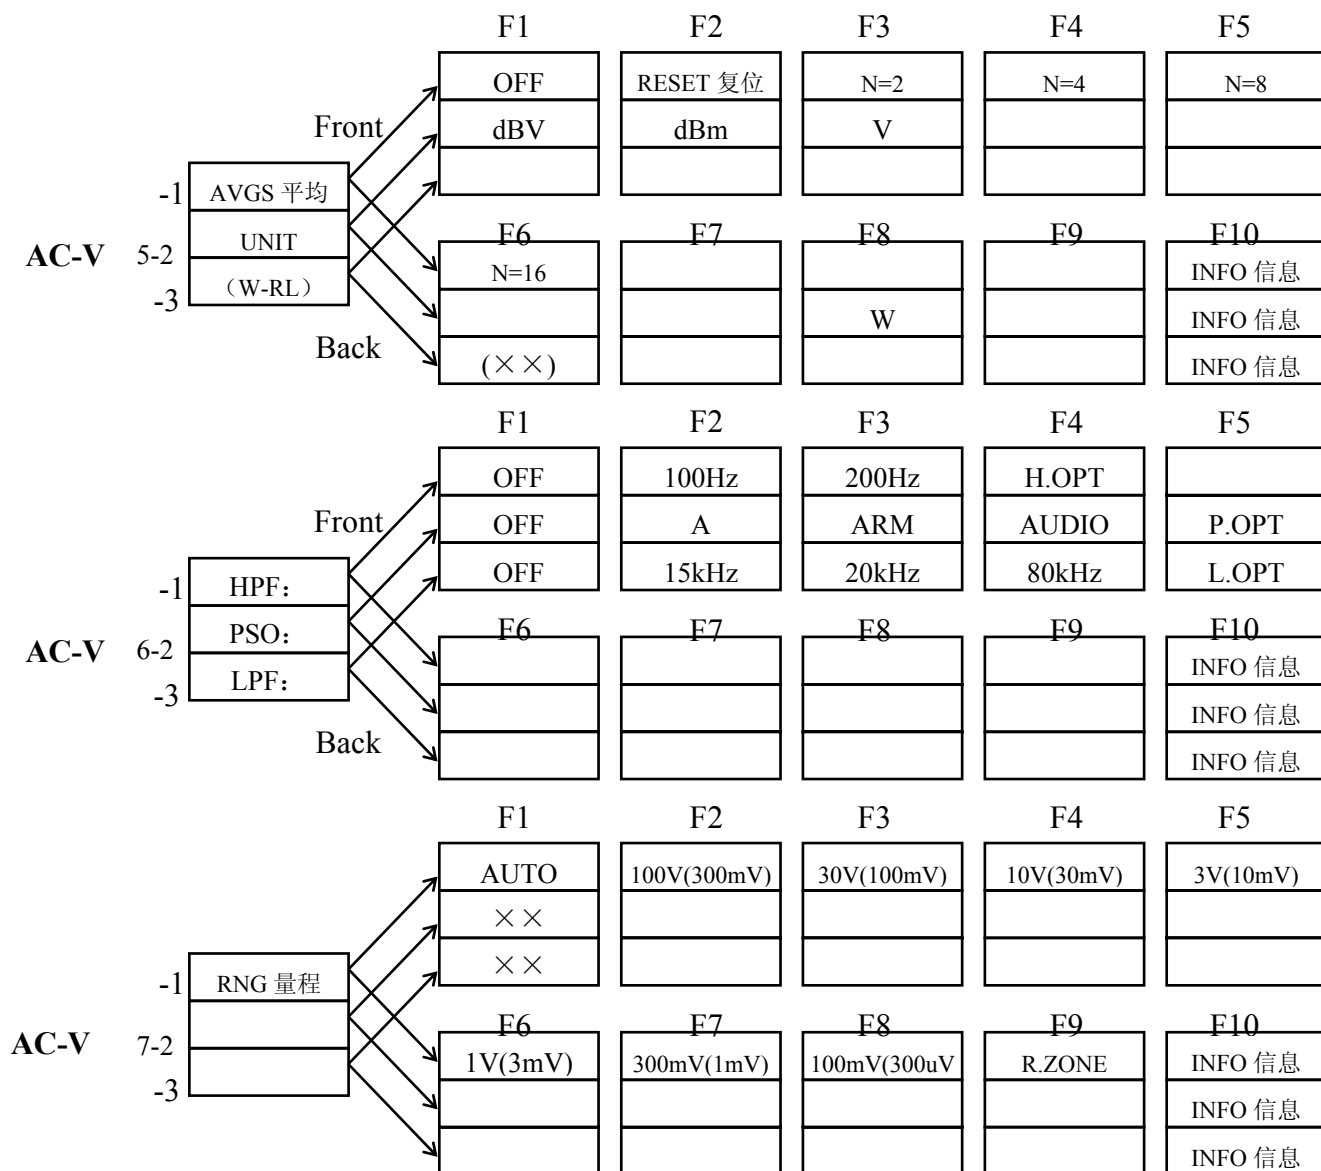 F1 F2 F3 F4 F5
OFF RESET 复位 N=2 N=4 N=8
Front dBV dBm V
-1 AVGS 平均
AC-V 5-2 UNIT
-3 （W-RL）
F6 F7 F8 F9 F10
N=16 INFO 信息
W INFO 信息
Back (××) INFO 信息
F1 F2 F3 F4 F5
OFF 100Hz 200Hz H.OPT
Front OFF A ARM AUDIO P.OPT
OFF 15kHz 20kHz 80kHz L.OPT
-1 HPF：
AC-V 6-2 PSO：
-3 LPF：
F6 F7 F8 F9 F10
INFO 信息
INFO 信息
Back INFO 信息
F1 F2 F3 F4 F5
AUTO 100V(300mV) 30V(100mV) 10V(30mV) 3V(10mV)
××
××
-1 RNG 量程
AC-V 7-2
-3
F6 F7 F8 F9 F10
1V(3mV) 300mV(1mV) 100mV(300uV R.ZONE INFO 信息
INFO 信息
INFO 信息